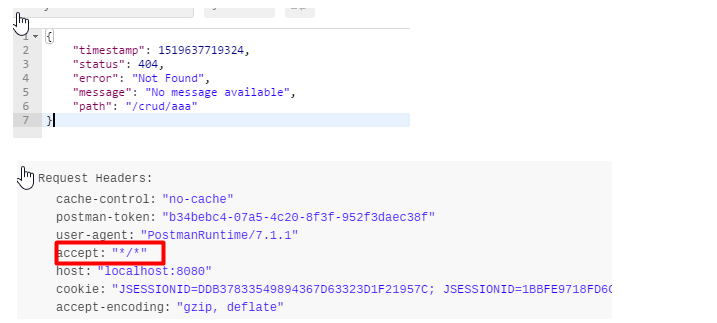 1 {
2 "timestamp": 1519637719324,
3 "status": 404,
4 "error": "Not Found",
5 "message": "No message available",
6 "path": "/crud/aaa"
7 }
Request Headers:
cache-control: "no-cache"
postman-token: "b34bebc4-07a5-4c20-8f3f-952f3daec38f"
user-agent: "PostmanRuntime/7.1.1"
accept: "*/*"
host: "localhost:8080"
cookie: "JSESSIONID=DDB37833549894367D63323D1F21957C; JSESSIONID=1BBFE9718FD6
accept-encoding: "gzip, deflate"